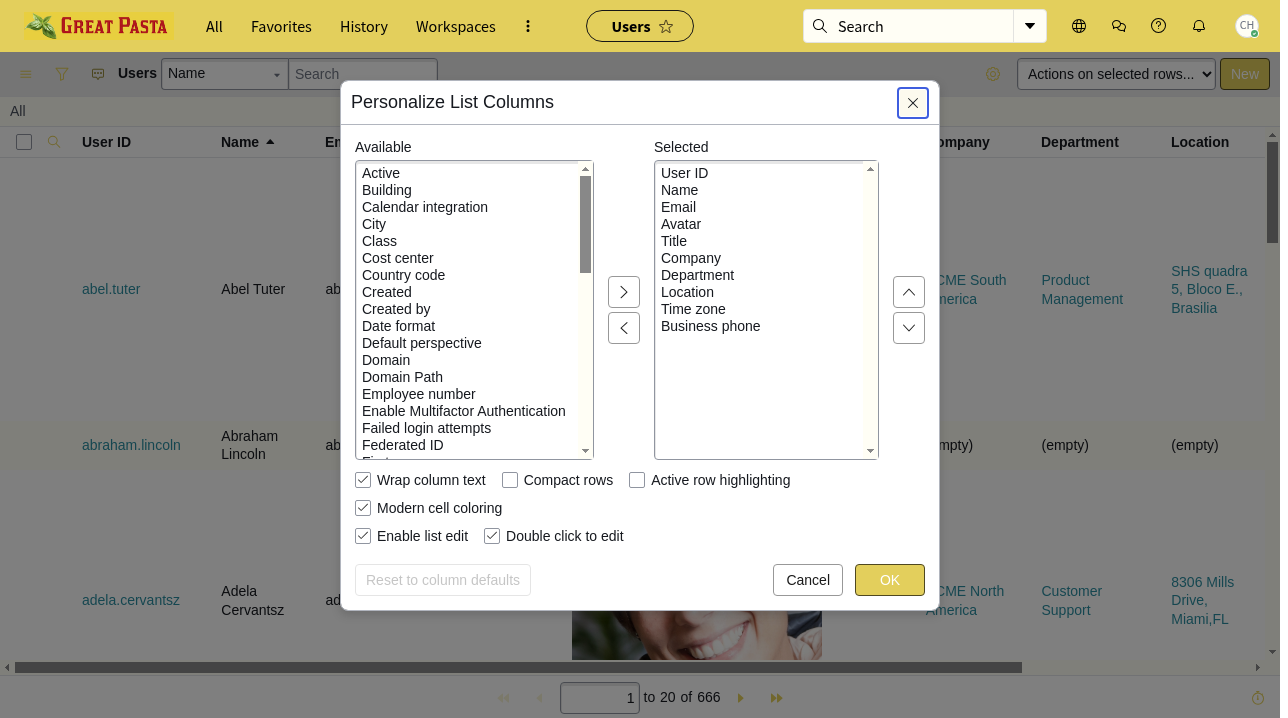 GREAT PASTA
All Favorites History Workspaces Users Search CH
Users Name Search Actions on selected rows... New
All
User ID Name Em ompany Department Location
Personalize List Columns
Available
Active
Building
Calendar integration
City
Class
Cost center
Country code
Created
Created by
Date format
Default perspective
Domain
Domain Path
Employee number
Enable Multifactor Authentication
Failed login attempts
Federated ID
Selected
User ID
Name
Email
Avatar
Title
Company
Department
Location
Time zone
Business phone
Wrap column text Compact rows Active row highlighting
Modern cell coloring
Enable list edit Double click to edit
Reset to column defaults Cancel OK
abel.tuter Abel Tuter ab
CME South
merica
Product
Management
SHS quadra
5, Bloco E.,
Brasilia
abraham.lincoln
Abraham
Lincoln
ab
mpty) (empty) (empty)
adela.cervantsz
Adela
Cervantsz
ad
CME North
America
Customer
Support
8306 Mills
Drive,
Miami,FL
1 to 20 of 666